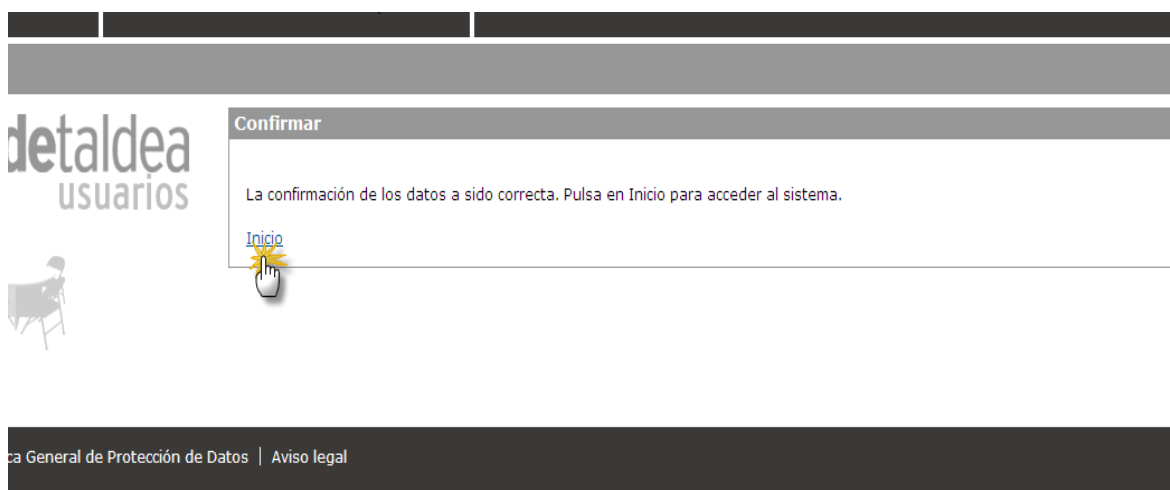 detaldea
usuarios
Confirmar
La confirmación de los datos a sido correcta. Pulsa en Inicio para acceder al sistema.
Inicio
ca General de Protección de Datos | Aviso legal